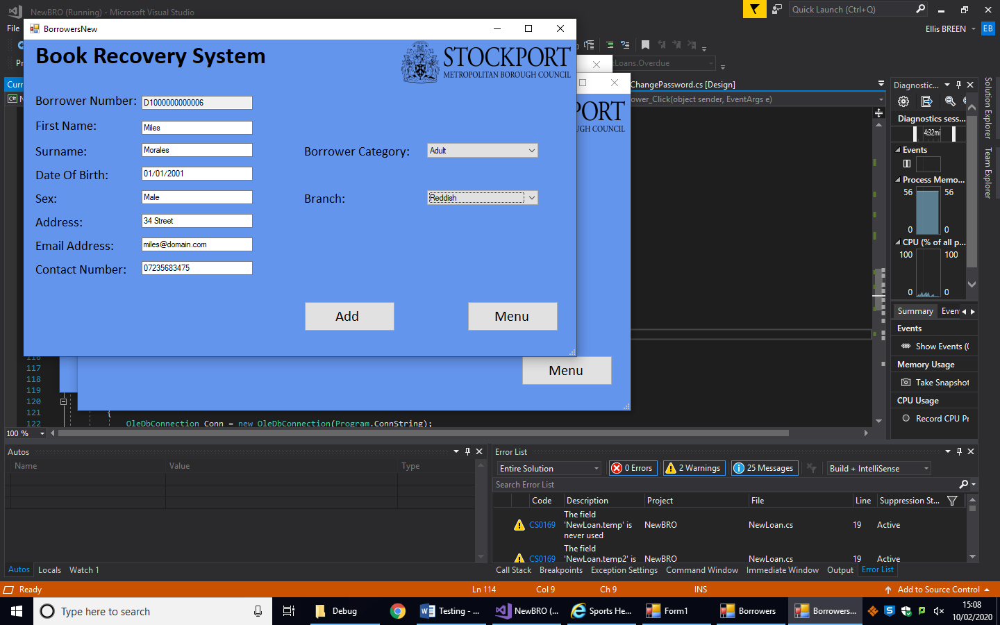 NewBRO (Running) - Microsoft Visual Studio
Quick Launch (Ctrl+Q)
File
Ellis BREEN
EB
BorrowersNew
Book Recovery System
STOCKPORT
METROPOLITAN BOROUGH COUNCIL
tLoans.Overdue
ChangePassword.cs [Design]
ower_Click(object sender, EventArgs e)
PORT
UGH COUNCIL
Borrower Number:
D1000000000006
First Name:
Miles
Surname:
Morales
Borrower Category:
Adult
Date Of Birth:
01/01/2001
Sex:
Male
Branch:
Reddish
Address:
34 Street
Email Address:
miles@domain.com
Contact Number:
07235683475
Add
Menu
Menu
Diagnostic...
Diagnostics sess...
4:32mi
Events
Process Memo...
56
56
0
0
CPU (% of all p...
100
100
0
0
Summary
Even
Events
Show Events (0
Memory Usage
Take Snapshot
CPU Usage
Record CPU Pr
Solution Explorer
Team Explorer
116
117
118
119
120
121
{
122
OleDbConnection Conn = new OleDbConnection(Program.ConnString);
100 %
Autos
Name
Value
Type
Autos
Locals
Watch 1
Error List
Entire Solution
0 Errors
2 Warnings
25 Messages
Build + IntelliSense
Search Error List
Code
Description
Project
File
Line
Suppression St...
CS0169
The field
'NewLoan.temp' is
never used
NewBRO
NewLoan.cs
19
Active
CS0169
The field
'NewLoan.temp2' is
NewBRO
NewLoan.cs
19
Active
Call Stack
Breakpoints
Exception Settings
Command Window
Immediate Window
Output
Error List
Ready
Ln 114
Col 9
Ch 9
INS
Add to Source Control
Type here to search
Debug
Testing - ...
NewBRO (...
Sports He...
Form1
Borrowers
Borrowers...
15:08
10/02/2020